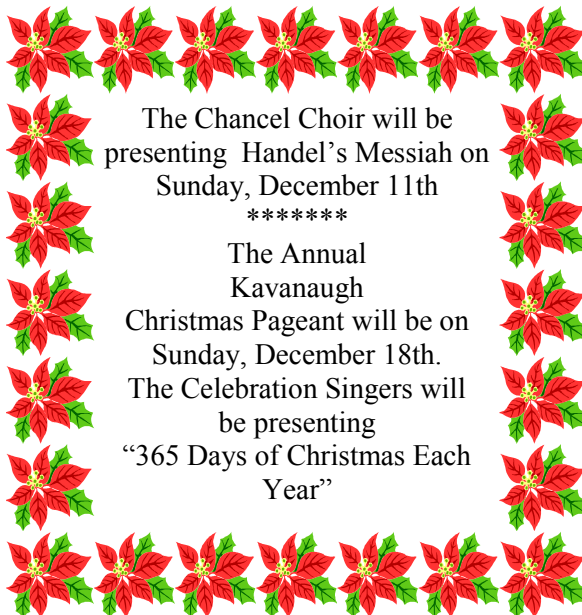 The Chancel Choir will be
presenting Handel’s Messiah on
Sunday, December 11th
*******
The Annual
Kavanaugh
Christmas Pageant will be on
Sunday, December 18th.
The Celebration Singers will
be presenting
“365 Days of Christmas Each
Year”